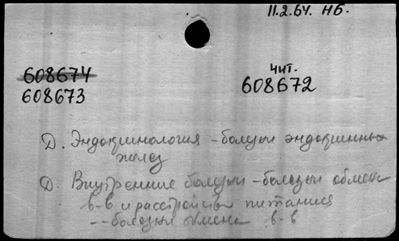 11.2.64. НБ.
608674
чит.
608672
608673
D. Эндокринология - болезни эндокринных
желез
D. Внутренние болезни - болезни обмена
в-в и расстройства питания
-- болезни обмена в-в